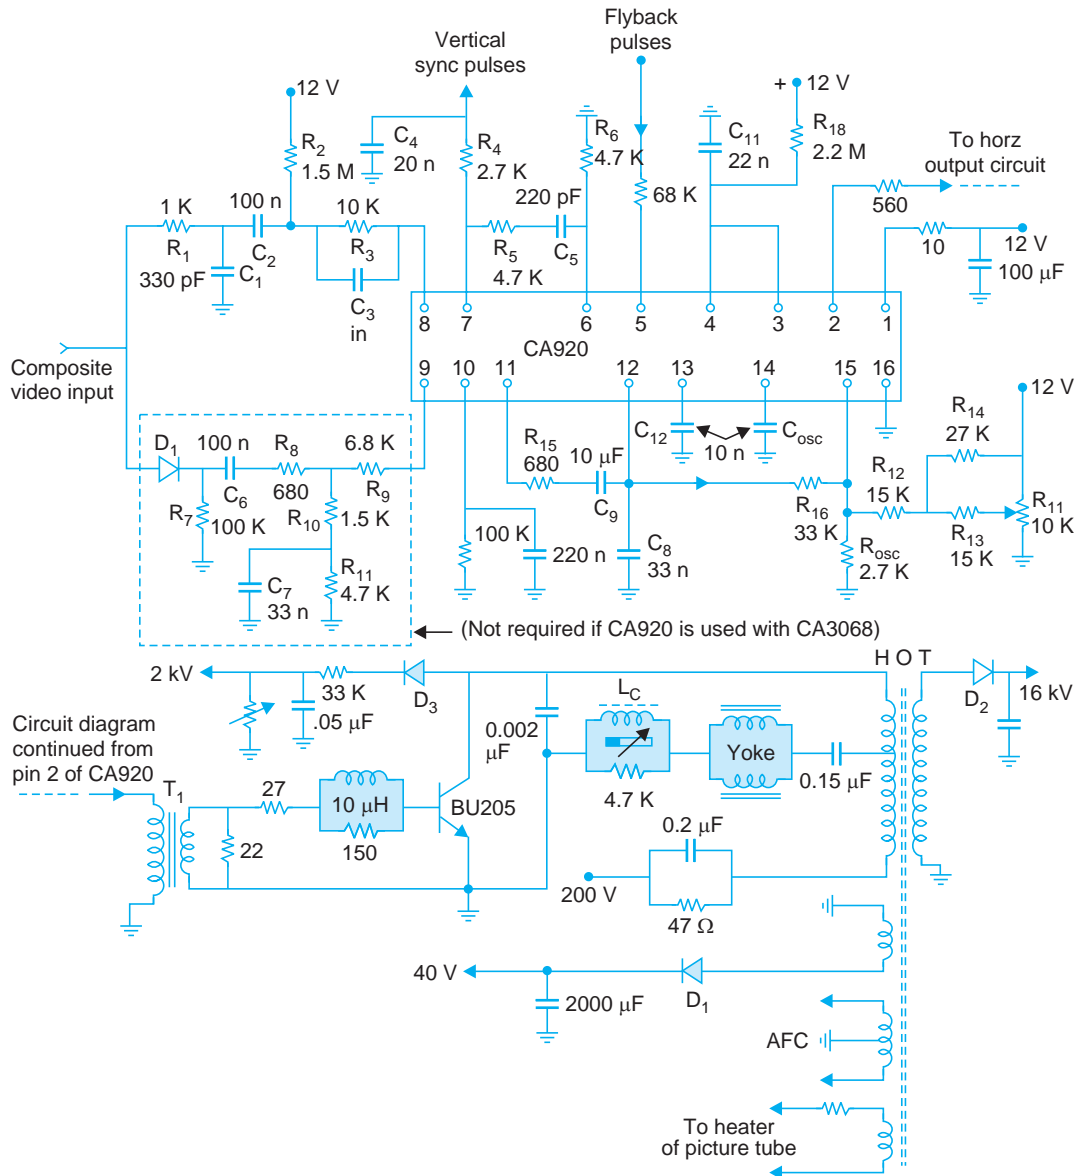 Flyback
pulses
Vertical
sync pulses
12 V
+ 12 V
C4
20 n
R2
1.5 M
R4
2.7 K
R6
4.7 K
C11
22 n
R18
2.2 M
To horz
output circuit
1 K
100 n
10 K
220 pF
68 K
560
R1
C2
R3
R5
4.7 K
C5
10
12 V
330 pF
C1
100 μF
C3
in
8 7 6 5 4 3 2 1
CA920
9 10 11 12 13 14 15 16
Composite
video input
12 V
D1
100 n
R8
6.8 K
R15
680
10 μF
C12
10 n
Cosc
R14
27 K
R12
15 K
C6
680
R9
C9
R16
33 K
R11
10 K
R7
100 K
R10
1.5 K
100 K
220 n
C8
33 n
Rosc
2.7 K
R13
15 K
C7
33 n
R11
4.7 K
(Not required if CA920 is used with CA3068)
H O T
2 kV
33 K
D3
LC
D2
16 kV
.05 μF
0.002
μF
Circuit diagram
continued from
pin 2 of CA920
Yoke
0.15 μF
4.7 K
T1
27
10 μH
BU205
22
150
0.2 μF
200 V
47 Ω
40 V
2000 μF
D1
AFC
To heater
of picture tube